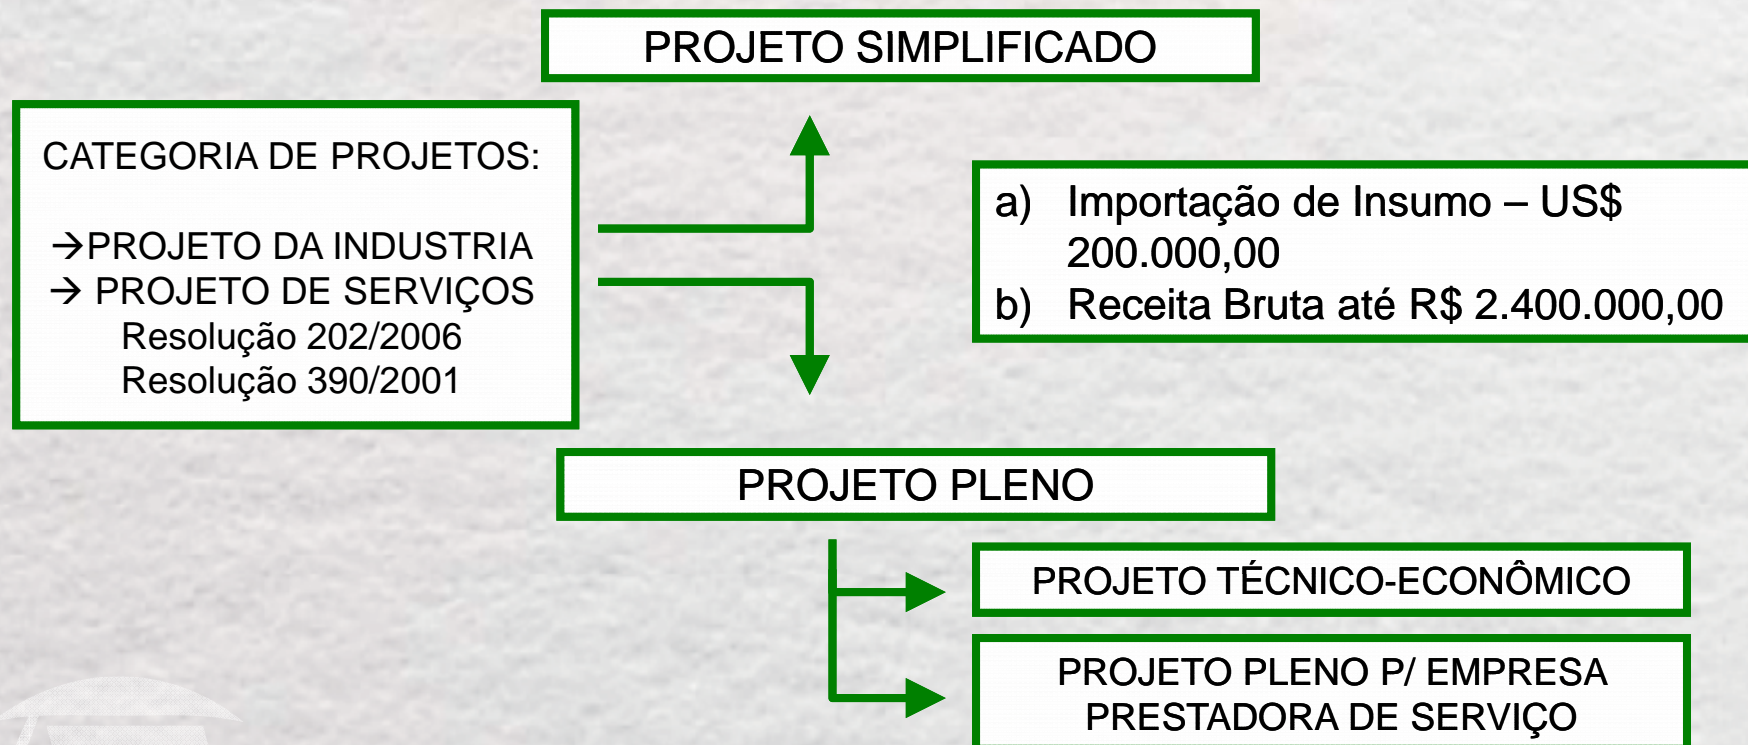 PROJETO SIMPLIFICADO
CATEGORIA DE PROJETOS:
→PROJETO DA INDUSTRIA
→ PROJETO DE SERVIÇOS
Resolução 202/2006
Resolução 390/2001
a) Importação de Insumo – US$
200.000,00
b) Receita Bruta até R$ 2.400.000,00
PROJETO PLENO
PROJETO TÉCNICO-ECONÔMICO
PROJETO PLENO P/ EMPRESA
PRESTADORA DE SERVIÇO